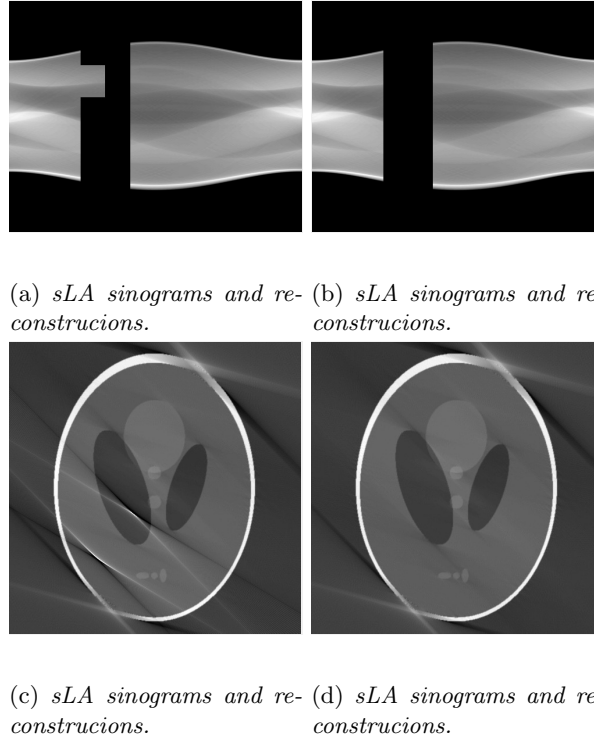 (a) sLA sinograms and re- (b) sLA sinograms and re
construcions. construcions.
(c) sLA sinograms and re- (d) sLA sinograms and re
construcions. construcions.